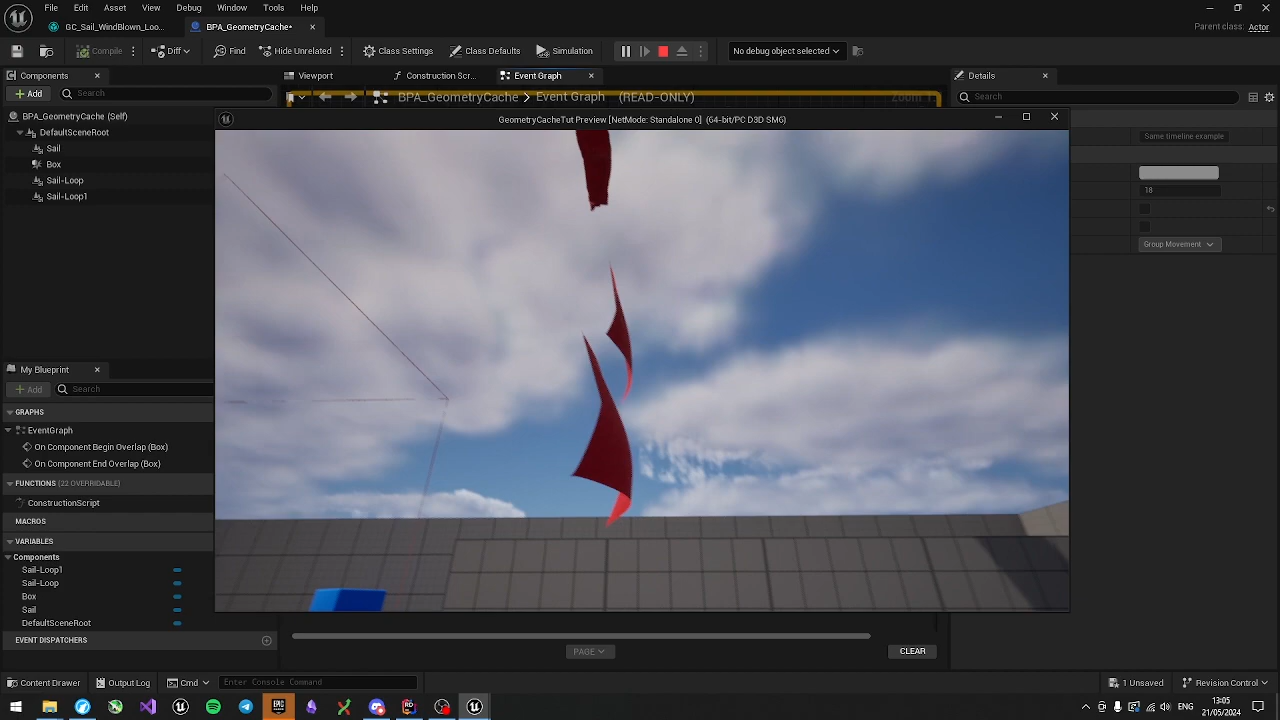 File Edit Asset View Debug Window Tools Help
GC_Sail_WindBlown_Loo...
BPA_GeometryCache•
Parent class: Actor
Compile
Diff
Find
Hide Unrelated
Class Settings
Class Defaults
Simulation
No debug object selected
Components
Viewport
Construction Scr...
Event Graph
Details
Add
Search
BPA_GeometryCache > Event Graph (READ-ONLY)
Search
BPA_GeometryCache (Self)
GeometryCacheTut Preview [NetMode: Standalone 0] (64-bit/PC D3D SM6)
DefaultSceneRoot
Same timeline example
Sail
Box
Sail-Loop
18
Sail-Loop1
Group Movement
My Blueprint
Add
Search
GRAPHS
EventGraph
On Component Begin Overlap (Box)
On Component End Overlap (Box)
FUNCTIONS (22 OVERRIDABLE)
ConstructionScript
MACROS
VARIABLES
Components
Sail-Loop1
Sail-Loop
Box
Sail
DefaultSceneRoot
EVENT DISPATCHERS
PAGE
CLEAR
Content Drawer
Output Log
Cmd
Enter Console Command
1 Unsaved
Revision Control
ENG
13:05
21/05/2024